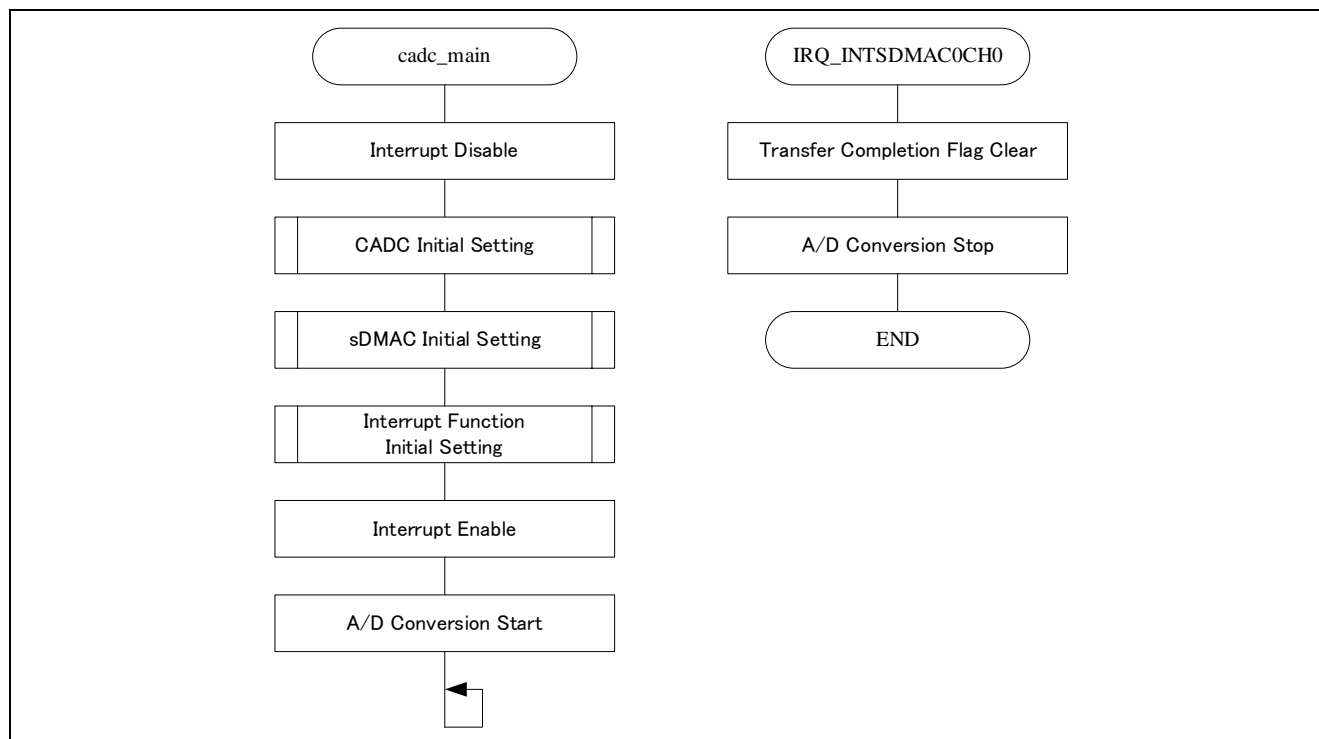 cadc_main
Interrupt Disable
CADC Initial Setting
sDMAC Initial Setting
Interrupt Function
Initial Setting
Interrupt Enable
A/D Conversion Start
IRQ_INTSDMAC0CH0
Transfer Completion Flag Clear
A/D Conversion Stop
END